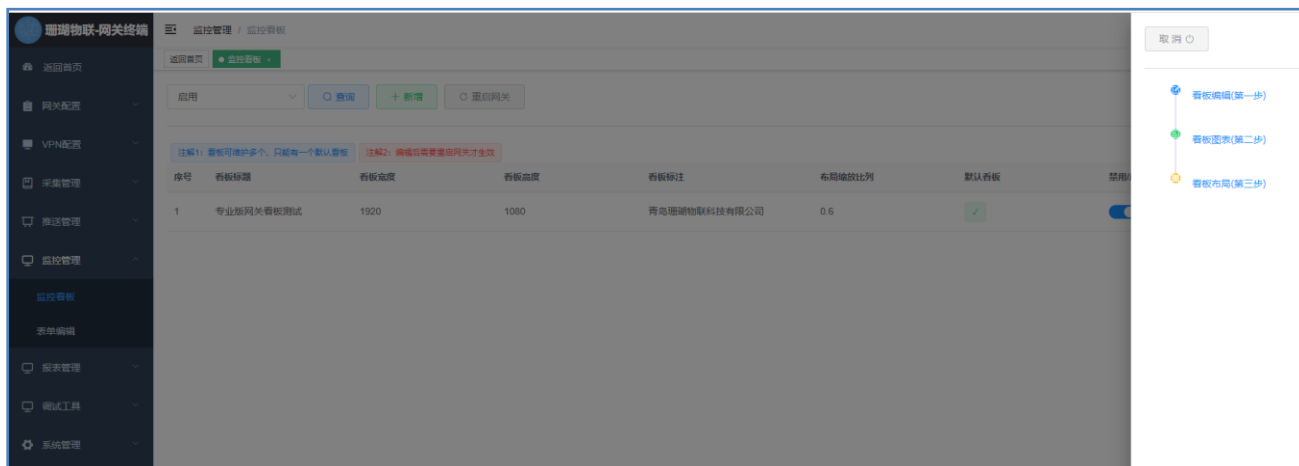 珊瑚物联-网关终端
监控管理 / 监控看板
取消
返回首页
返回首页 监控看板 ×
看板编辑(第一步)
启用 查询 + 新增 重启网关
网关配置
看板图表(第二步)
VPN配置
注解1：看板可维护多个，只能有一个默认看板 注解2：编辑后需要重启网关才生效
序号 看板标题 看板宽度 看板高度 看板标注 布局缩放比列 默认看板 禁用/
看板布局(第三步)
采集管理
1 专业版网关看板测试 1920 1080 青岛珊瑚物联科技有限公司 0.6
推送管理
监控管理
监控看板
表单编辑
报表管理
调试工具
系统管理